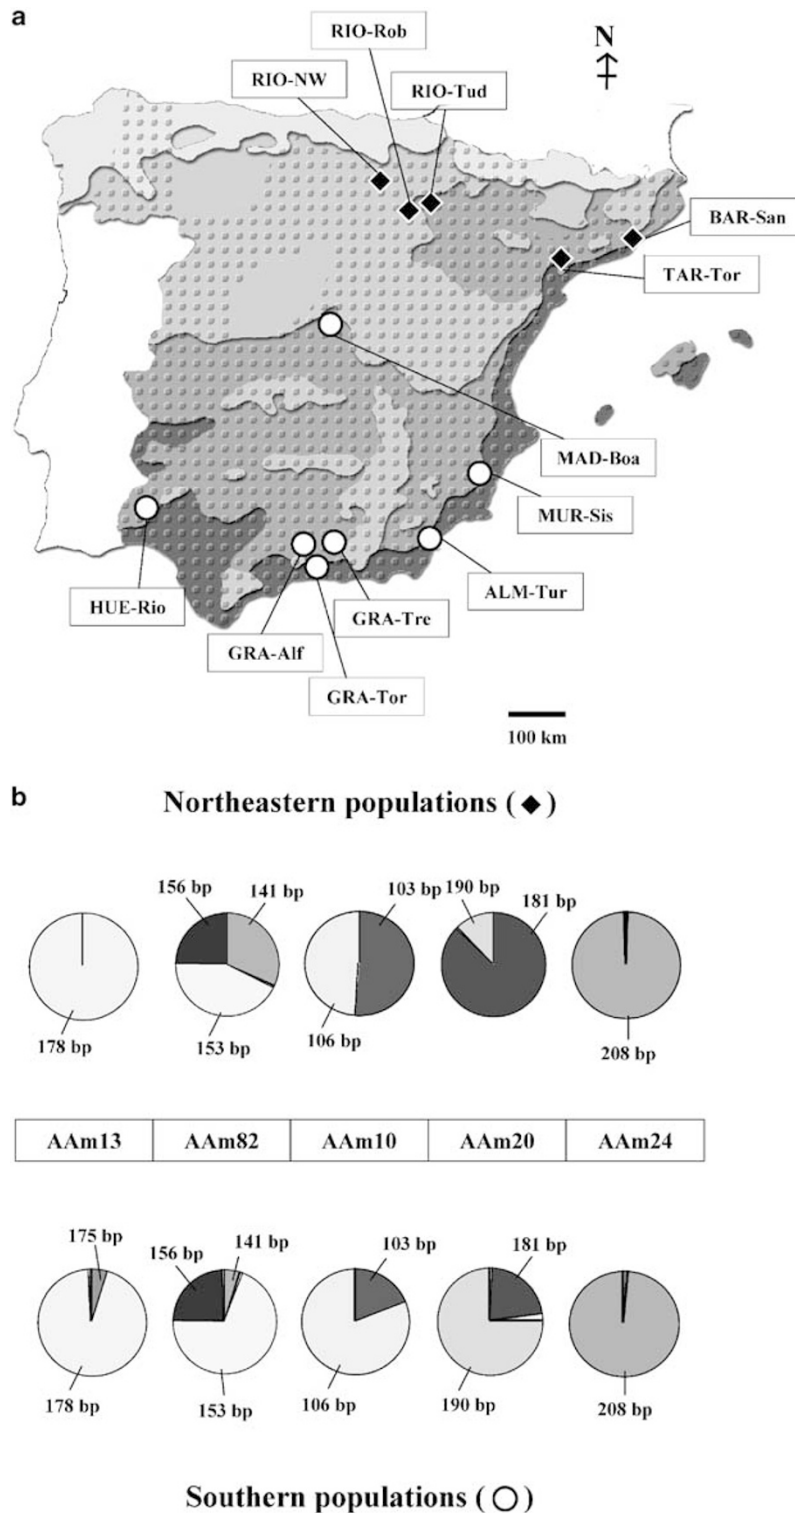 a
RIO-Rob
N
RIO-NW
RIO-Tud
BAR-San
TAR-Tor
MAD-Boa
MUR-Sis
HUE-Rio
ALM-Tur
GRA-Tre
GRA-Alf
GRA-Tor
100 km
b
Northeastern populations (◆)
156 bp 141 bp 103 bp 190 bp 181 bp
178 bp 153 bp 106 bp 208 bp
AAm13 AAm82 AAm10 AAm20 AAm24
175 bp 156 bp 141 bp 103 bp 181 bp
178 bp 153 bp 106 bp 190 bp 208 bp
Southern populations (○)